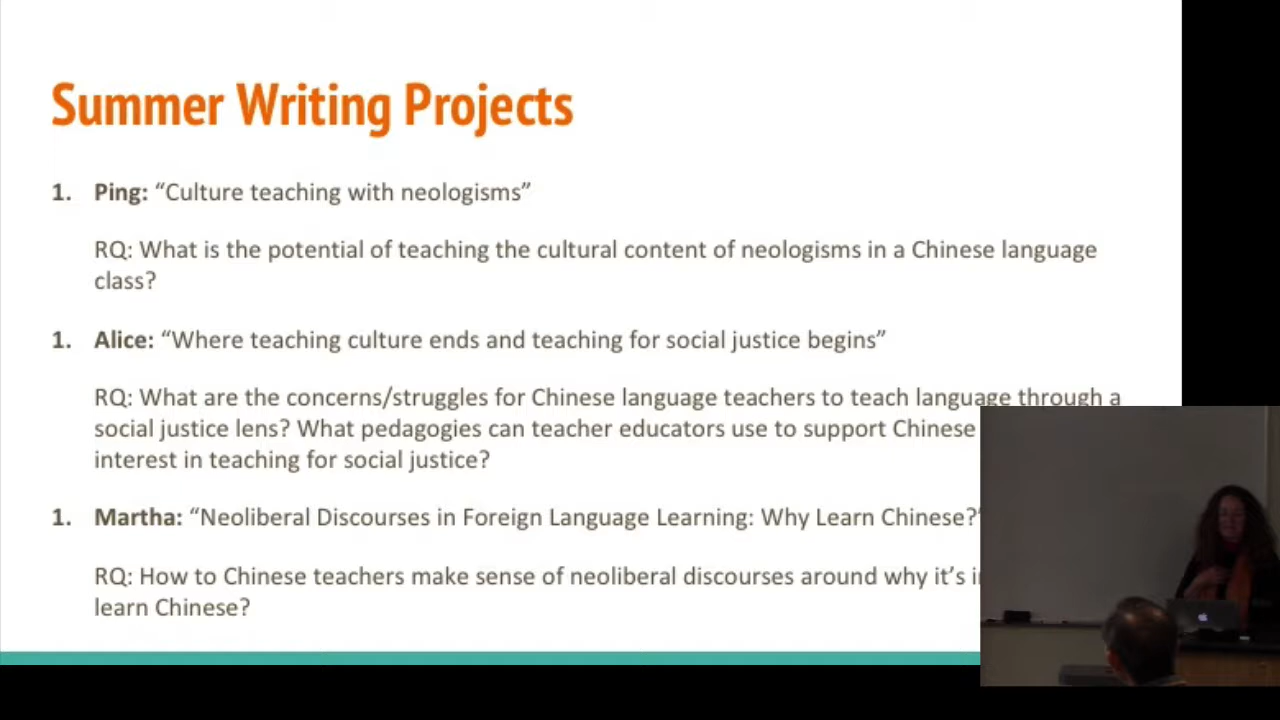 Summer Writing Projects
1. Ping: “Culture teaching with neologisms”
RQ: What is the potential of teaching the cultural content of neologisms in a Chinese language
class?
1. Alice: “Where teaching culture ends and teaching for social justice begins”
RQ: What are the concerns/struggles for Chinese language teachers to teach language through a
social justice lens? What pedagogies can teacher educators use to support Chinese
interest in teaching for social justice?
1. Martha: “Neoliberal Discourses in Foreign Language Learning: Why Learn Chinese?”
RQ: How to Chinese teachers make sense of neoliberal discourses around why it’s
learn Chinese?